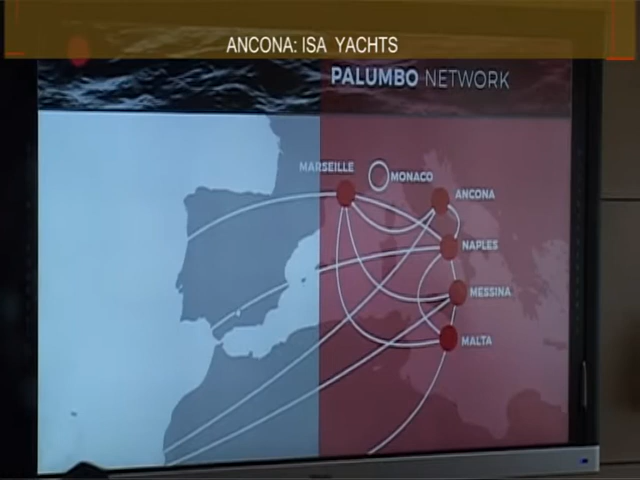 ANCONA: ISA YACHTS
PALUMBO NETWORK
MARSEILLE
MONACO
ANCONA
NAPLES
MESSINA
MALTA